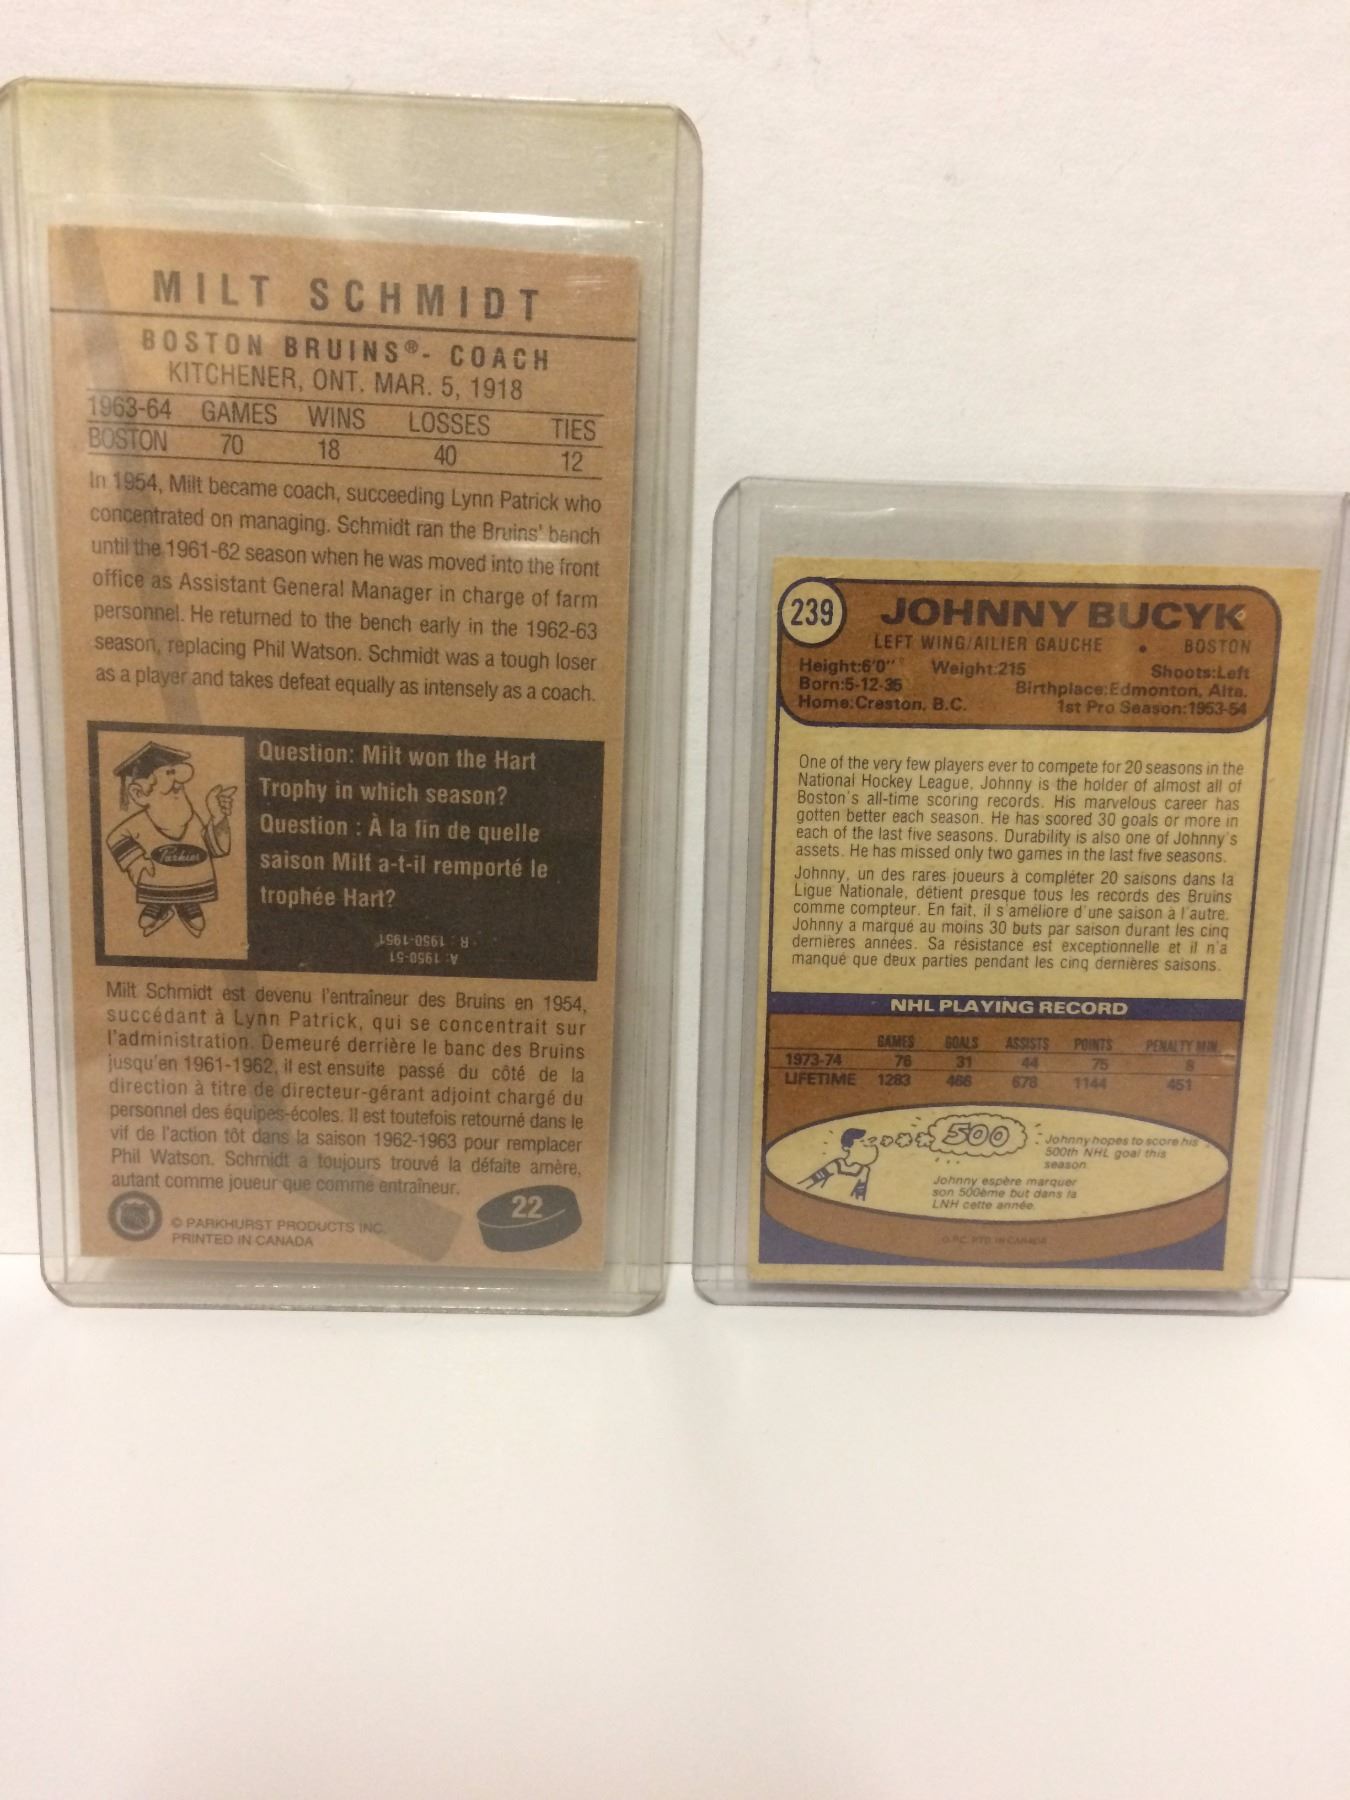 MILT SCHMIDT
BOSTON BRUINS®- COACH
KITCHENER, ONT. MAR. 5, 1918
1963-64 GAMES WINS LOSSES TIES
BOSTON 70 18 40 12
In 1954, Milt became coach, succeeding Lynn Patrick who
concentrated on managing. Schmidt ran the Bruins' bench
until the 1961-62 season when he was moved into the front
office as Assistant General Manager in charge of farm
personnel. He returned to the bench early in the 1962-63
season, replacing Phil Watson. Schmidt was a tough loser
as a player and takes defeat equally as intensely as a coach.
Parkies
Question: Milt won the Hart
Trophy in which season?
Question : À la fin de quelle
saison Milt a-t-il remporté le
trophée Hart?
A: 1950-51
R : 1950-1951
Milt Schmidt est devenu l'entraîneur des Bruins en 1954,
succédant à Lynn Patrick, qui se concentrait sur
l'administration. Demeuré derrière le banc des Bruins
jusqu'en 1961-1962, il est ensuite passé du côté de la
direction à titre de directeur-gérant adjoint chargé du
personnel des équipes-écoles. Il est toutefois retourné dans le
vif de l'action tôt dans la saison 1962-1963 pour remplacer
Phil Watson. Schmidt a toujours trouvé la défaite amère,
autant comme joueur que comme entraîneur.
© PARKHURST PRODUCTS INC.
PRINTED IN CANADA
22
239
JOHNNY BUCYK
LEFT WING/AILIER GAUCHE • BOSTON
Height:6'0" Weight:215 Shoots:Left
Born:5-12-35 Birthplace:Edmonton, Alta.
Home:Creston, B.C. 1st Pro Season:1953-54
One of the very few players ever to compete for 20 seasons in the
National Hockey League, Johnny is the holder of almost all of
Boston's all-time scoring records. His marvelous career has
gotten better each season. He has scored 30 goals or more in
each of the last five seasons. Durability is also one of Johnny's
assets. He has missed only two games in the last five seasons.
Johnny, un des rares joueurs à compléter 20 saisons dans la
Ligue Nationale, détient presque tous les records des Bruins
comme compteur. En fait, il s'améliore d'une saison à l'autre.
Johnny a marqué au moins 30 buts par saison durant les cinq
dernières années. Sa résistance est exceptionnelle et il n'a
manqué que deux parties pendant les cinq dernières saisons.
NHL PLAYING RECORD
GAMES GOALS ASSISTS POINTS PENALTY MIN.
1973-74 76 31 44 75 8
LIFETIME 1283 466 678 1144 451
500
Johnny hopes to score his
500th NHL goal this
season.
Johnny espère marquer
son 500ème but dans la
LNH cette année.
O.P.C. PTD. IN CANADA